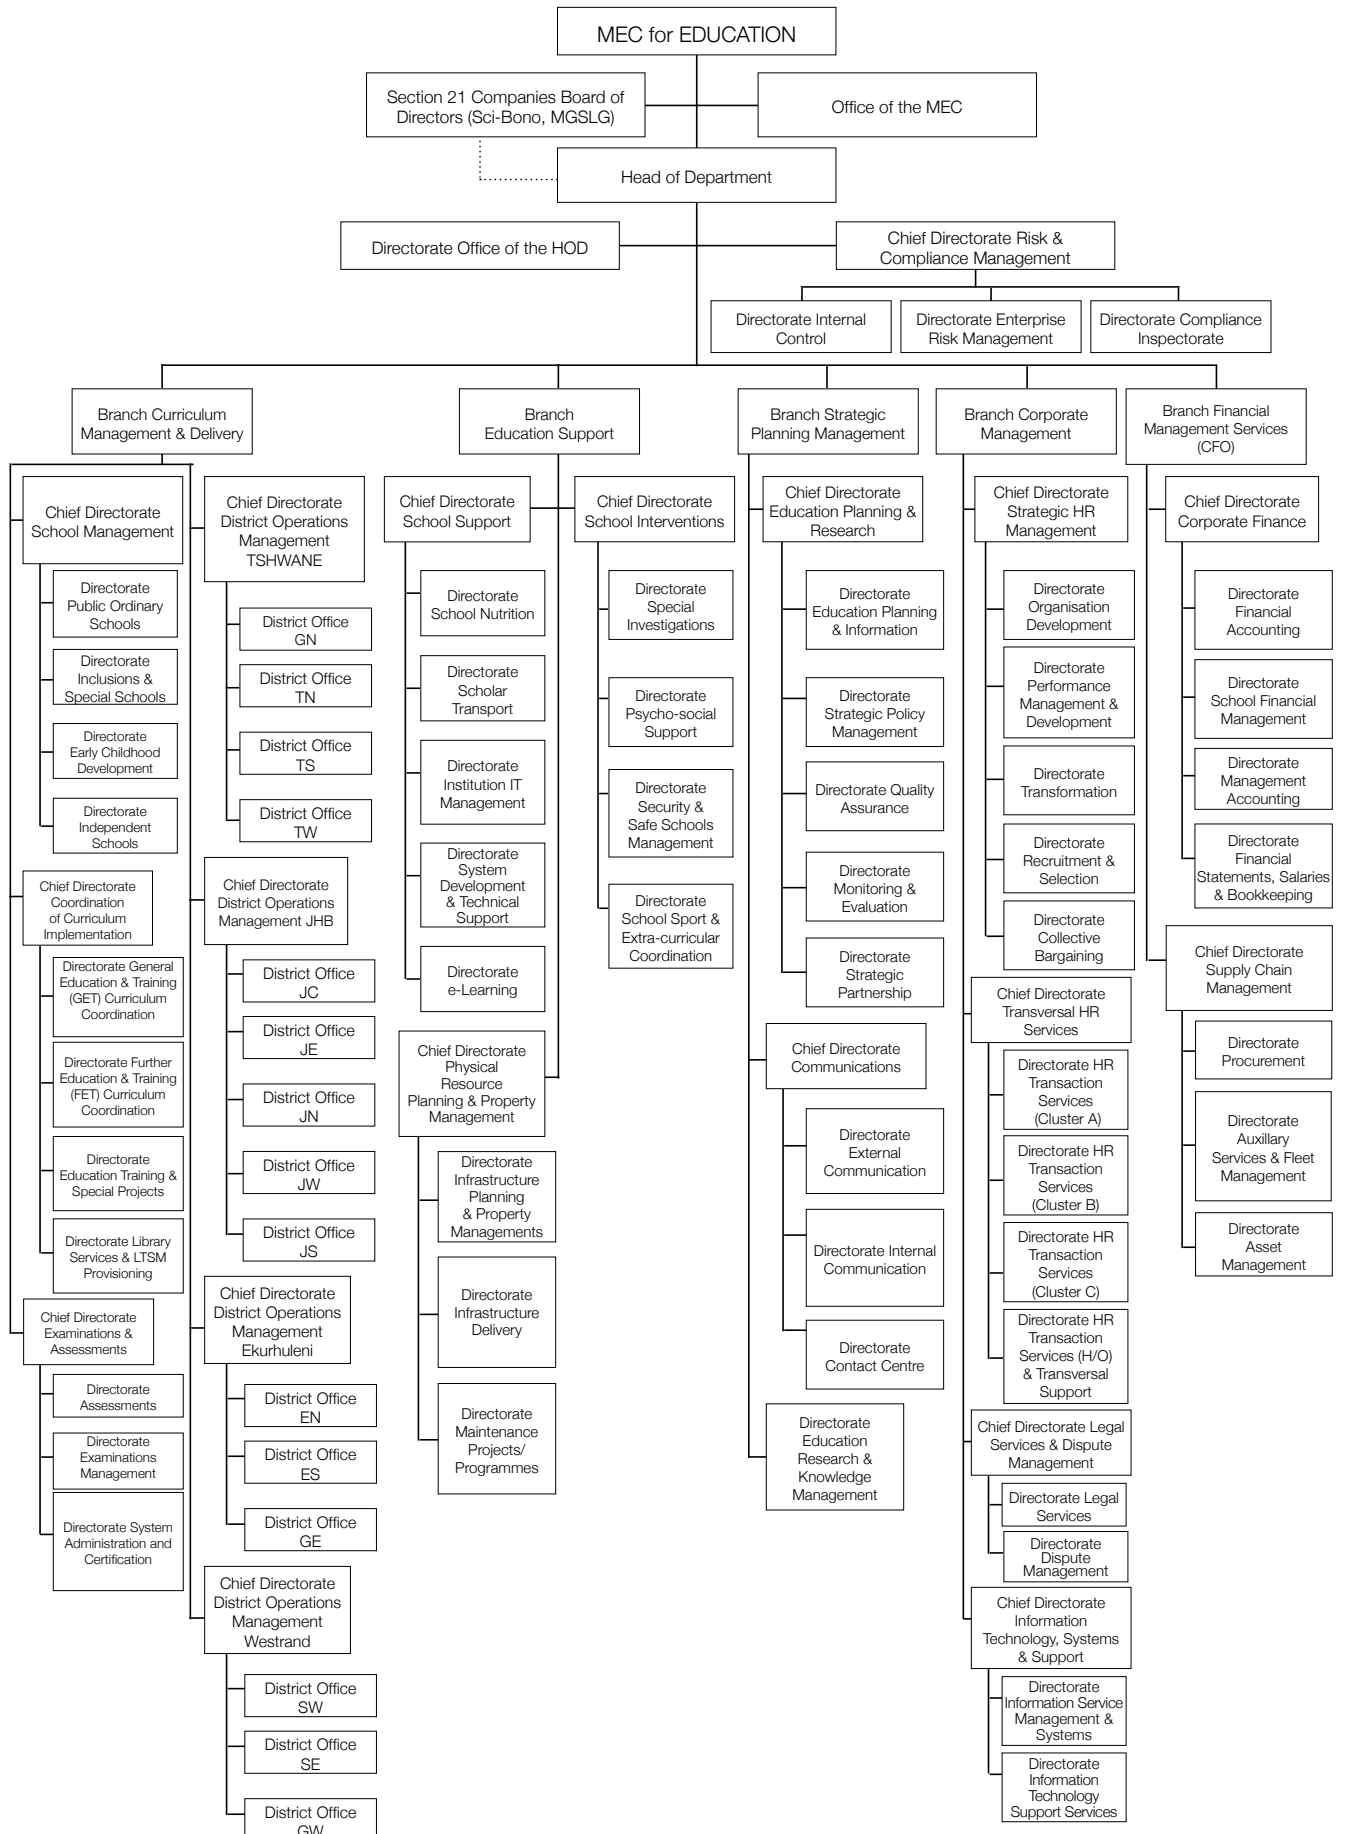 MEC for EDUCATION
Section 21 Companies Board of
Directors (Sci-Bono, MGSLG)
Office of the MEC
Head of Department
Directorate Office of the HOD
Chief Directorate Risk &
Compliance Management
Directorate Internal
Control
Directorate Enterprise
Risk Management
Directorate Compliance
Inspectorate
Branch Curriculum
Management & Delivery
Chief Directorate
School Management
Directorate
Public Ordinary
Schools
Directorate
Inclusions &
Special Schools
Directorate
Early Childhood
Development
Directorate
Independent
Schools
Chief Directorate
Coordination
of Curriculum
Implementation
Directorate General
Education & Training
(GET) Curriculum
Coordination
Directorate Further
Education & Training
(FET) Curriculum
Coordination
Directorate
Education Training &
Special Projects
Directorate Library
Services & LTSM
Provisioning
Chief Directorate
Examinations &
Assessments
Directorate
Assessments
Directorate
Examinations
Management
Directorate System
Administration and
Certification
Chief Directorate
District Operations
Management
TSHWANE
District Office
GN
District Office
TN
District Office
TS
District Office
TW
Chief Directorate
District Operations
Management JHB
District Office
JC
District Office
JE
District Office
JN
District Office
JW
District Office
JS
Chief Directorate
District Operations
Management
Ekurhuleni
District Office
EN
District Office
ES
District Office
GE
Chief Directorate
District Operations
Management
Westrand
District Office
SW
District Office
SE
District Office
GW
Branch
Education Support
Chief Directorate
School Support
Directorate
School Nutrition
Directorate
Scholar
Transport
Directorate
Institution IT
Management
Directorate
System
Development
& Technical
Support
Directorate
e-Learning
Chief Directorate
School Interventions
Directorate
Special
Investigations
Directorate
Psycho-social
Support
Directorate
Security &
Safe Schools
Management
Directorate
School Sport &
Extra-curricular
Coordination
Chief Directorate
Physical
Resource
Planning & Property
Management
Directorate
Infrastructure
Planning
& Property
Managements
Directorate
Infrastructure
Delivery
Directorate
Maintenance
Projects/
Programmes
Branch Strategic
Planning Management
Chief Directorate
Education Planning &
Research
Directorate
Education Planning
& Information
Directorate
Strategic Policy
Management
Directorate Quality
Assurance
Directorate
Monitoring &
Evaluation
Directorate
Strategic
Partnership
Chief Directorate
Communications
Directorate
External
Communication
Directorate Internal
Communication
Directorate
Contact Centre
Directorate
Education
Research &
Knowledge
Management
Branch Corporate
Management
Chief Directorate
Strategic HR
Management
Directorate
Organisation
Development
Directorate
Performance
Management &
Development
Directorate
Transformation
Directorate
Recruitment &
Selection
Directorate
Collective
Bargaining
Chief Directorate
Transversal HR
Services
Directorate HR
Transaction
Services
(Cluster A)
Directorate HR
Transaction
Services
(Cluster B)
Directorate HR
Transaction
Services
(Cluster C)
Directorate HR
Transaction
Services (H/O)
& Transversal
Support
Chief Directorate Legal
Services & Dispute
Management
Directorate Legal
Services
Directorate
Dispute
Management
Chief Directorate
Information
Technology, Systems
& Support
Directorate
Information Service
Management &
Systems
Directorate
Information
Technology
Support Services
Branch Financial
Management Services
(CFO)
Chief Directorate
Corporate Finance
Directorate
Financial
Accounting
Directorate
School Financial
Management
Directorate
Management
Accounting
Directorate
Financial
Statements, Salaries
& Bookkeeping
Chief Directorate
Supply Chain
Management
Directorate
Procurement
Directorate
Auxillary
Services & Fleet
Management
Directorate
Asset
Management